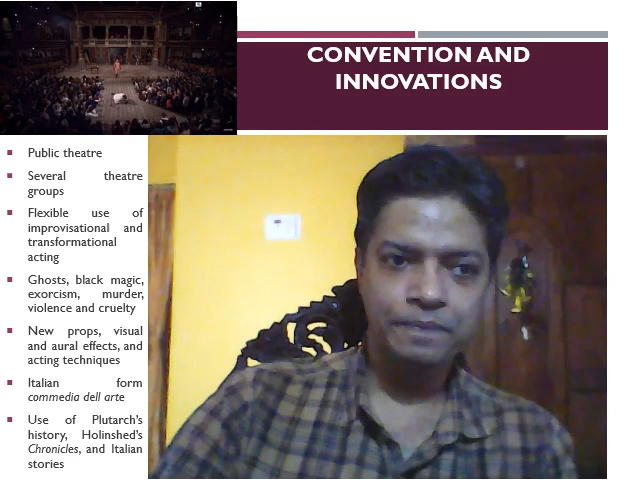 CONVENTION AND
INNOVATIONS
Public theatre
Several theatre
groups
Flexible use of
improvisational and
transformational
acting
Ghosts, black magic,
exorcism, murder,
violence and cruelty
New props, visual
and aural effects, and
acting techniques
Italian form
commedia dell arte
Use of Plutarch's
history, Holinshed's
Chronicles, and Italian
stories